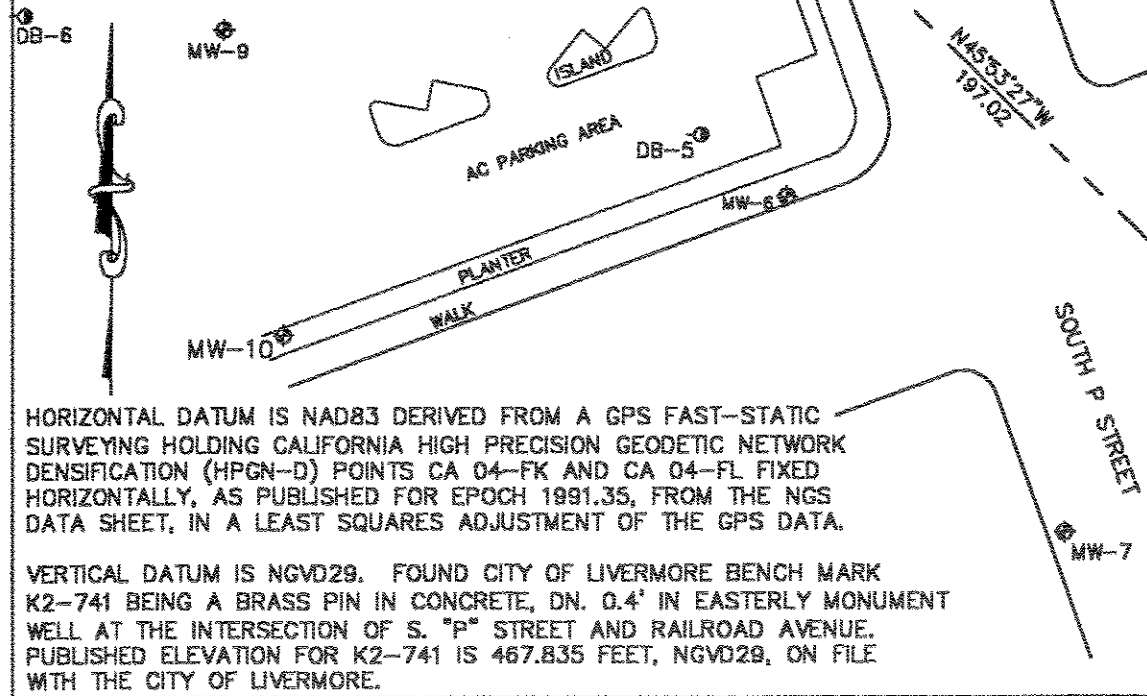 DB-6
MW-9
ISLAND
N45°53'27"W
197.02
AC PARKING AREA
DB-5
MW-6
PLANTER
WALK
MW-10
SOUTH P STREET
MW-7
HORIZONTAL DATUM IS NAD83 DERIVED FROM A GPS FAST-STATIC
SURVEYING HOLDING CALIFORNIA HIGH PRECISION GEODETIC NETWORK
DENSIFICATION (HPGN-D) POINTS CA 04-FK AND CA 04-FL FIXED
HORIZONTALLY, AS PUBLISHED FOR EPOCH 1991.35, FROM THE NGS
DATA SHEET, IN A LEAST SQUARES ADJUSTMENT OF THE GPS DATA.
VERTICAL DATUM IS NGVD29. FOUND CITY OF LIVERMORE BENCH MARK
K2-741 BEING A BRASS PIN IN CONCRETE, DN. 0.4' IN EASTERLY MONUMENT
WELL AT THE INTERSECTION OF S. "P" STREET AND RAILROAD AVENUE.
PUBLISHED ELEVATION FOR K2-741 IS 467.835 FEET, NGVD29, ON FILE
WITH THE CITY OF LIVERMORE.